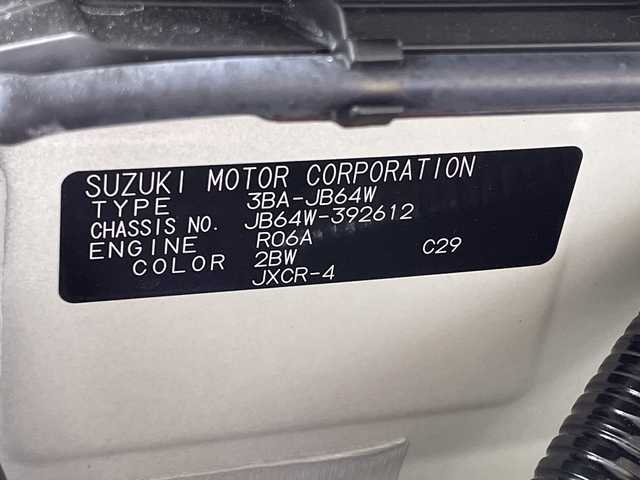 SUZUKI MOTOR CORPORATION
TYPE 3BA-JB64W
CHASSIS NO. JB64W-392612
ENGINE R06A
COLOR 2BW C29
JXCR-4